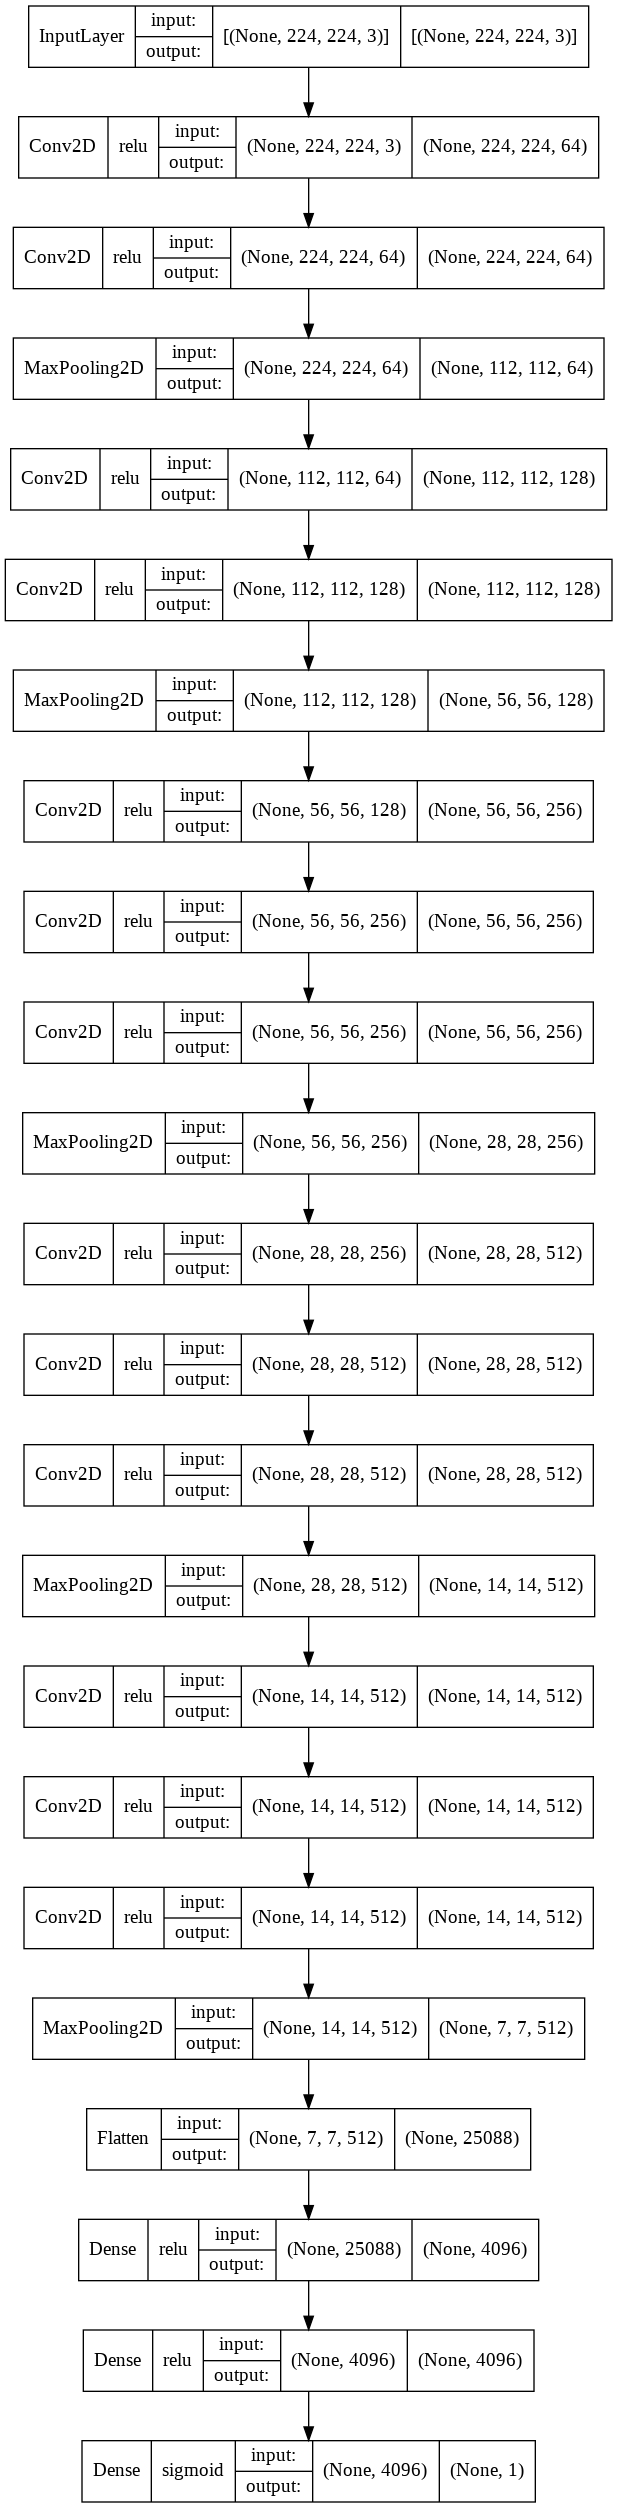 InputLayer input: output: [(None, 224, 224, 3)] [(None, 224, 224, 3)]
Conv2D relu input: output: (None, 224, 224, 3) (None, 224, 224, 64)
Conv2D relu input: output: (None, 224, 224, 64) (None, 224, 224, 64)
MaxPooling2D input: output: (None, 224, 224, 64) (None, 112, 112, 64)
Conv2D relu input: output: (None, 112, 112, 64) (None, 112, 112, 128)
Conv2D relu input: output: (None, 112, 112, 128) (None, 112, 112, 128)
MaxPooling2D input: output: (None, 112, 112, 128) (None, 56, 56, 128)
Conv2D relu input: output: (None, 56, 56, 128) (None, 56, 56, 256)
Conv2D relu input: output: (None, 56, 56, 256) (None, 56, 56, 256)
Conv2D relu input: output: (None, 56, 56, 256) (None, 56, 56, 256)
MaxPooling2D input: output: (None, 56, 56, 256) (None, 28, 28, 256)
Conv2D relu input: output: (None, 28, 28, 256) (None, 28, 28, 512)
Conv2D relu input: output: (None, 28, 28, 512) (None, 28, 28, 512)
Conv2D relu input: output: (None, 28, 28, 512) (None, 28, 28, 512)
MaxPooling2D input: output: (None, 28, 28, 512) (None, 14, 14, 512)
Conv2D relu input: output: (None, 14, 14, 512) (None, 14, 14, 512)
Conv2D relu input: output: (None, 14, 14, 512) (None, 14, 14, 512)
Conv2D relu input: output: (None, 14, 14, 512) (None, 14, 14, 512)
MaxPooling2D input: output: (None, 14, 14, 512) (None, 7, 7, 512)
Flatten input: output: (None, 7, 7, 512) (None, 25088)
Dense relu input: output: (None, 25088) (None, 4096)
Dense relu input: output: (None, 4096) (None, 4096)
Dense sigmoid input: output: (None, 4096) (None, 1)